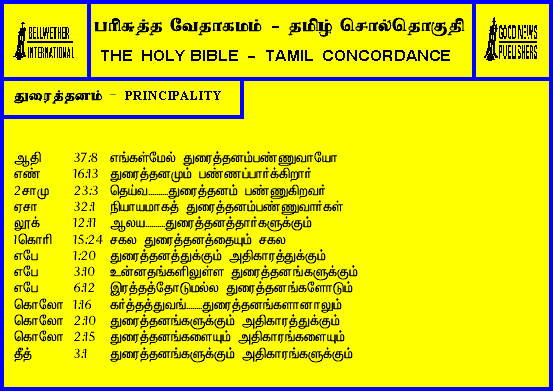 BELLWETHER
INTERNATIONAL
பரிசுத்த வேதாகமம் - தமிழ் சொல்தொகுதி
THE HOLY BIBLE - TAMIL CONCORDANCE
GOOD NEWS
PUBLISHERS
துரைத்தனம் - PRINCIPALITY
ஆதி 37:8 எங்கள்மேல் துரைத்தனம்பண்ணுவாயோ
எண் 16:13 துரைத்தனமும் பண்ணப்பார்க்கிறார்
2சாமு 23:3 தெய்வ.........துரைத்தனம் பண்ணுகிறவர்
ஏசா 32:1 நியாயமாகத் துரைத்தனம்பண்ணுவார்கள்
லூக் 12:11 ஆலய.........துரைத்தனத்தார்களுக்கும்
1கொரி 15:24 சகல துரைத்தனத்தையும் சகல
எபே 1:20 துரைத்தனத்துக்கும் அதிகாரத்துக்கும்
எபே 3:10 உன்னதங்களிலுள்ள துரைத்தனங்களுக்கும்
எபே 6:12 இரத்தத்தோடுமல்ல துரைத்தனங்களோடும்
கொலோ 1:16 கர்த்தத்துவங்.......துரைத்தனங்களானாலும்
கொலோ 2:10 துரைத்தனங்களுக்கும் அதிகாரத்துக்கும்
கொலோ 2:15 துரைத்தனங்களையும் அதிகாரங்களையும்
தீத் 3:1 துரைத்தனங்களுக்கும் அதிகாரங்களுக்கும்